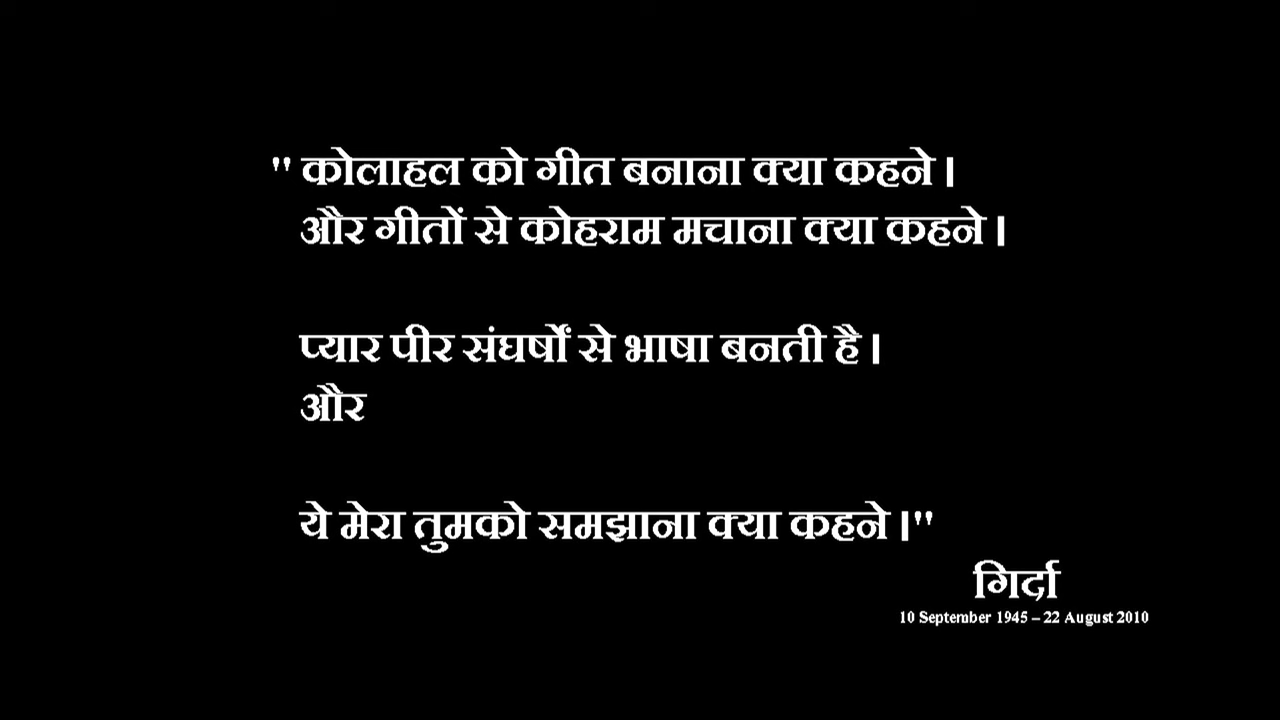 " कोलाहल को गीत बनाना क्या कहने ।
और गीतों से कोहराम मचाना क्या कहने ।
प्यार पीर संघर्षों से भाषा बनती है ।
और
ये मेरा तुमको समझाना क्या कहने ।"
गिर्दा
10 September 1945 – 22 August 2010